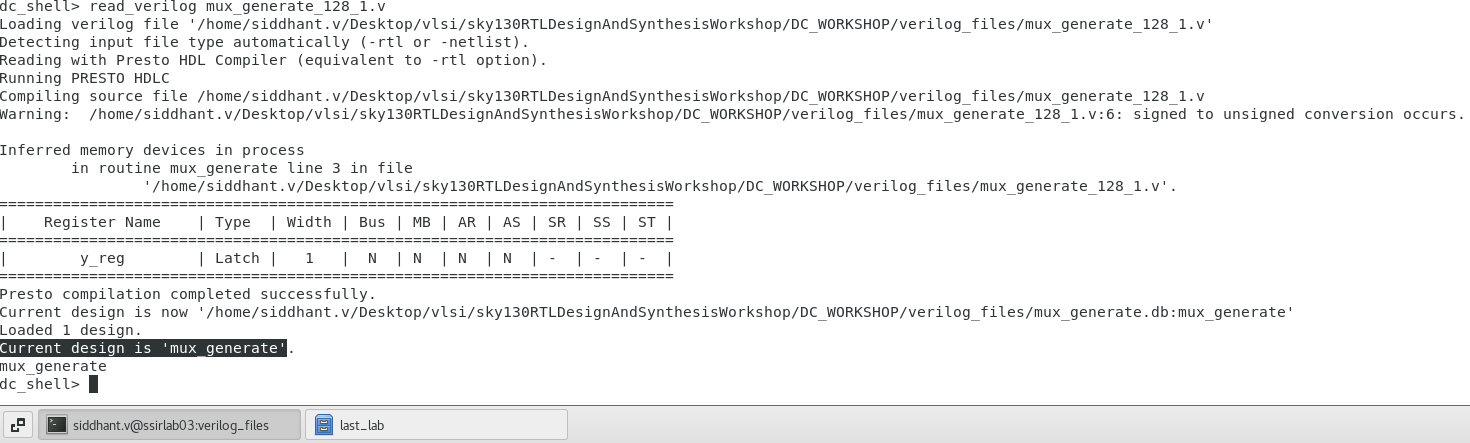 dc_shell> read_verilog mux_generate_128_1.v
Loading verilog file '/home/siddhant.v/Desktop/vlsi/sky130RTLDesignAndSynthesisWorkshop/DC_WORKSHOP/verilog_files/mux_generate_128_1.v'
Detecting input file type automatically (-rtl or -netlist).
Reading with Presto HDL Compiler (equivalent to -rtl option).
Running PRESTO HDLC
Compiling source file /home/siddhant.v/Desktop/vlsi/sky130RTLDesignAndSynthesisWorkshop/DC_WORKSHOP/verilog_files/mux_generate_128_1.v
Warning:  /home/siddhant.v/Desktop/vlsi/sky130RTLDesignAndSynthesisWorkshop/DC_WORKSHOP/verilog_files/mux_generate_128_1.v:6: signed to unsigned conversion occurs.
Inferred memory devices in process
        in routine mux_generate line 3 in file
                '/home/siddhant.v/Desktop/vlsi/sky130RTLDesignAndSynthesisWorkshop/DC_WORKSHOP/verilog_files/mux_generate_128_1.v'.
===========================================================================
|    Register Name    | Type  | Width | Bus | MB | AR | AS | SR | SS | ST |
===========================================================================
|        y_reg        | Latch |   1   |  N  | N  | N  | N  | -  | -  | -  |
===========================================================================
Presto compilation completed successfully.
Current design is now '/home/siddhant.v/Desktop/vlsi/sky130RTLDesignAndSynthesisWorkshop/DC_WORKSHOP/verilog_files/mux_generate.db:mux_generate'
Loaded 1 design.
Current design is 'mux_generate'.
mux_generate
dc_shell>
siddhant.v@ssirlab03:verilog_files
last_lab